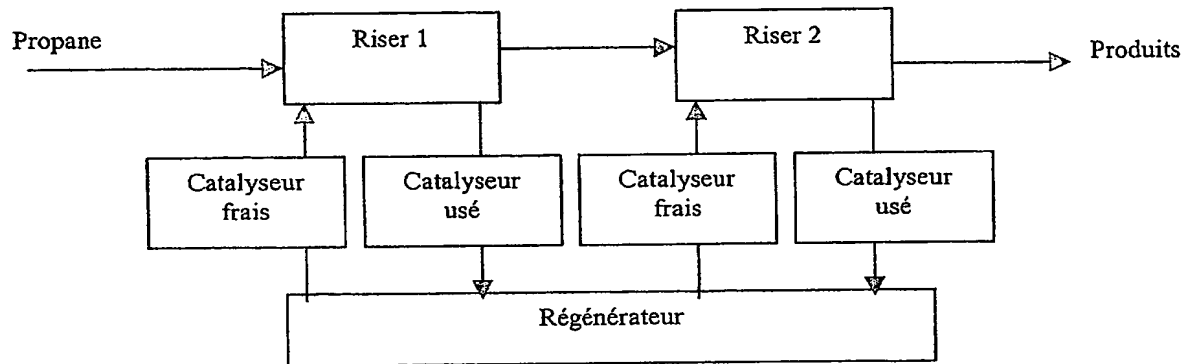 Propane
Riser 1
Riser 2
Produits
Catalyseur
frais
Catalyseur
usé
Catalyseur
frais
Catalyseur
usé
Régénérateur